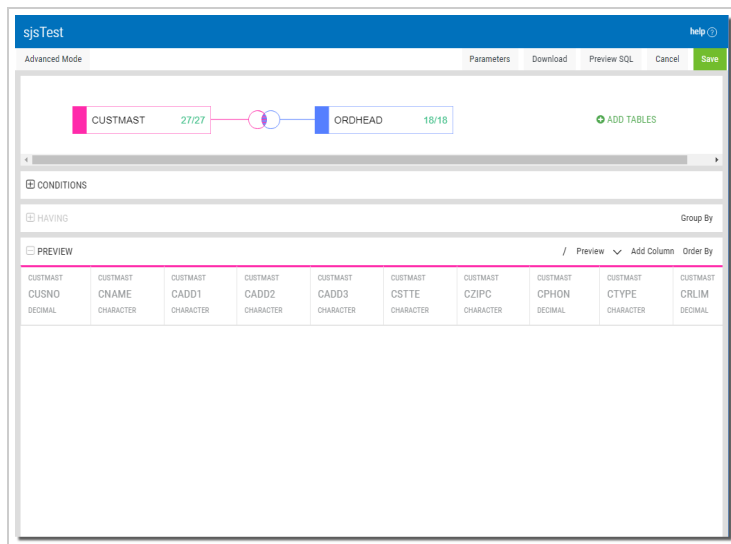 sjsTest help ?
Advanced Mode Parameters Download Preview SQL Cancel Save
CUSTMAST 27/27 ORDHEAD 18/18 ADD TABLES
CONDITIONS
HAVING Group By
PREVIEW / Preview Add Column Order By
CUSTMAST CUSTMAST CUSTMAST CUSTMAST CUSTMAST CUSTMAST CUSTMAST CUSTMAST CUSTMAST CUSTMAST
CUSNO CNAME CADD1 CADD2 CADD3 CSTTE CZIPC CPHON CTYPE CRLIM
DECIMAL CHARACTER CHARACTER CHARACTER CHARACTER CHARACTER CHARACTER DECIMAL CHARACTER DECIMAL